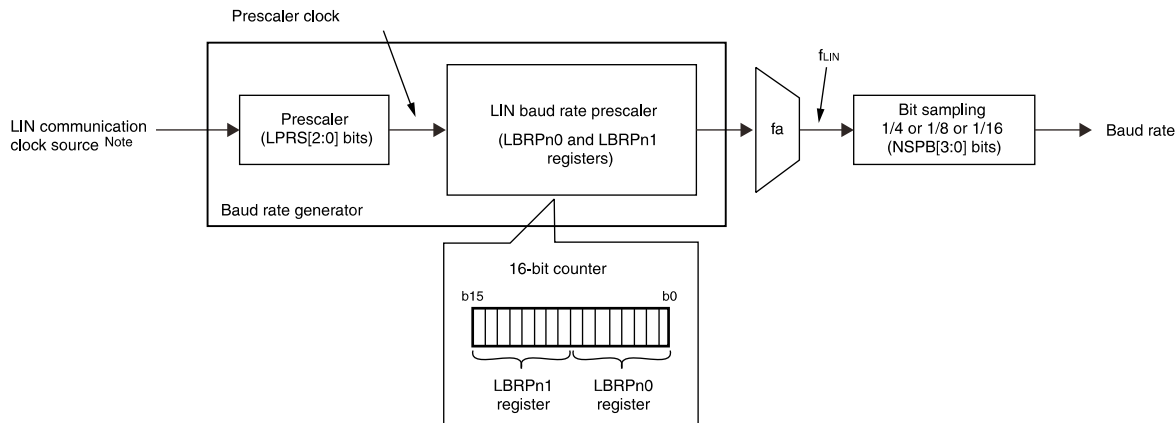 Prescaler clock
fLIN
LIN communication
clock source Note
Prescaler
(LPRS[2:0] bits)
LIN baud rate prescaler
(LBRPn0 and LBRPn1
registers)
fa
Bit sampling
1/4 or 1/8 or 1/16
(NSPB[3:0] bits)
Baud rate
Baud rate generator
16-bit counter
b15
b0
LBRPn1
register
LBRPn0
register